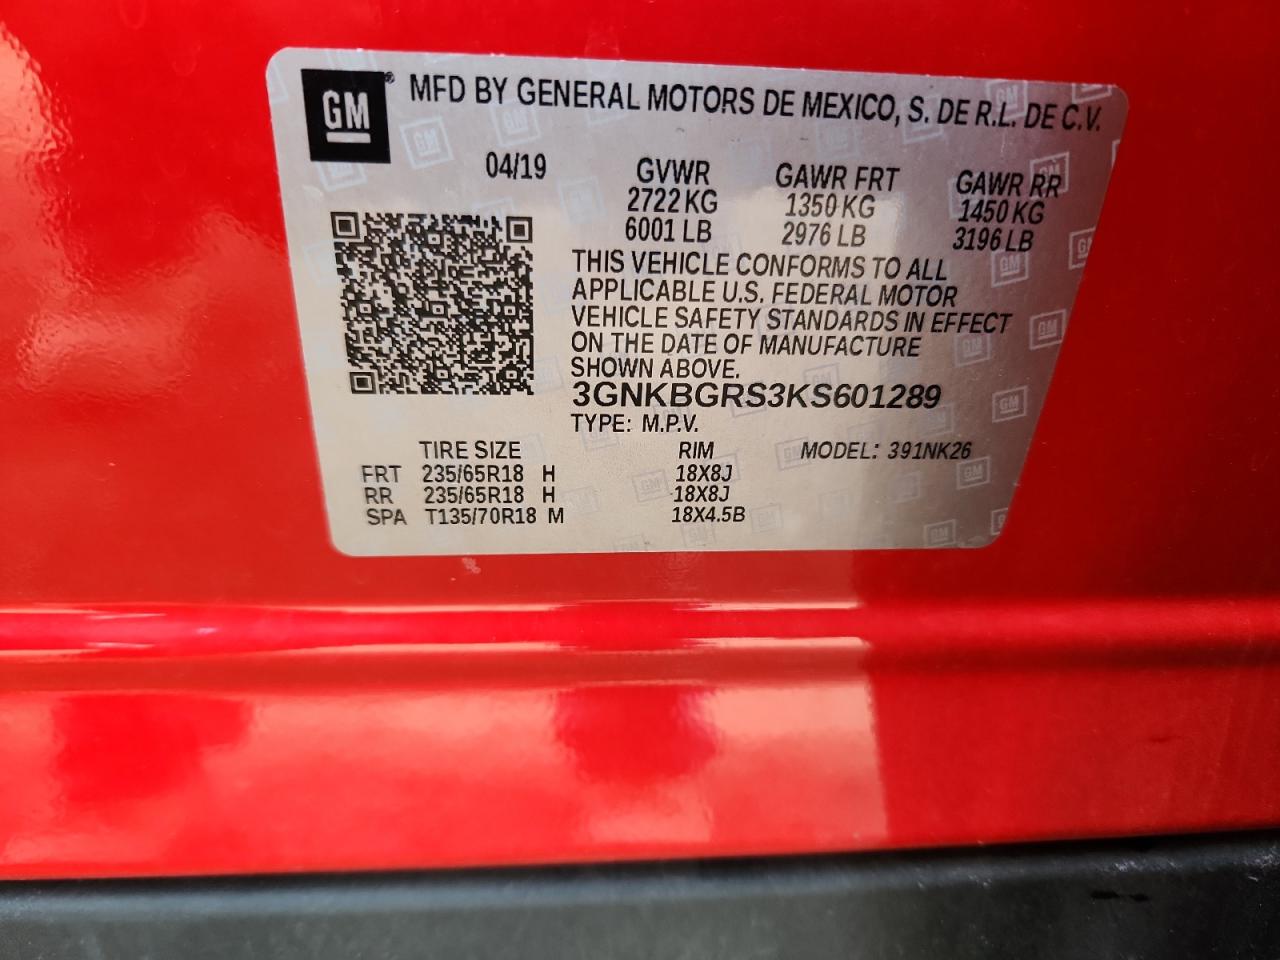 GM® MFD BY GENERAL MOTORS DE MEXICO, S. DE R.L. DE C.V.
04/19 GVWR GAWR FRT GAWR RR
2722 KG 1350 KG 1450 KG
6001 LB 2976 LB 3196 LB
THIS VEHICLE CONFORMS TO ALL
APPLICABLE U.S. FEDERAL MOTOR
VEHICLE SAFETY STANDARDS IN EFFECT
ON THE DATE OF MANUFACTURE
SHOWN ABOVE.
3GNKBGRS3KS601289
TYPE: M.P.V.
TIRE SIZE RIM MODEL: 391NK26
FRT 235/65R18 H 18X8J
RR 235/65R18 H 18X8J
SPA T135/70R18 M 18X4.5B